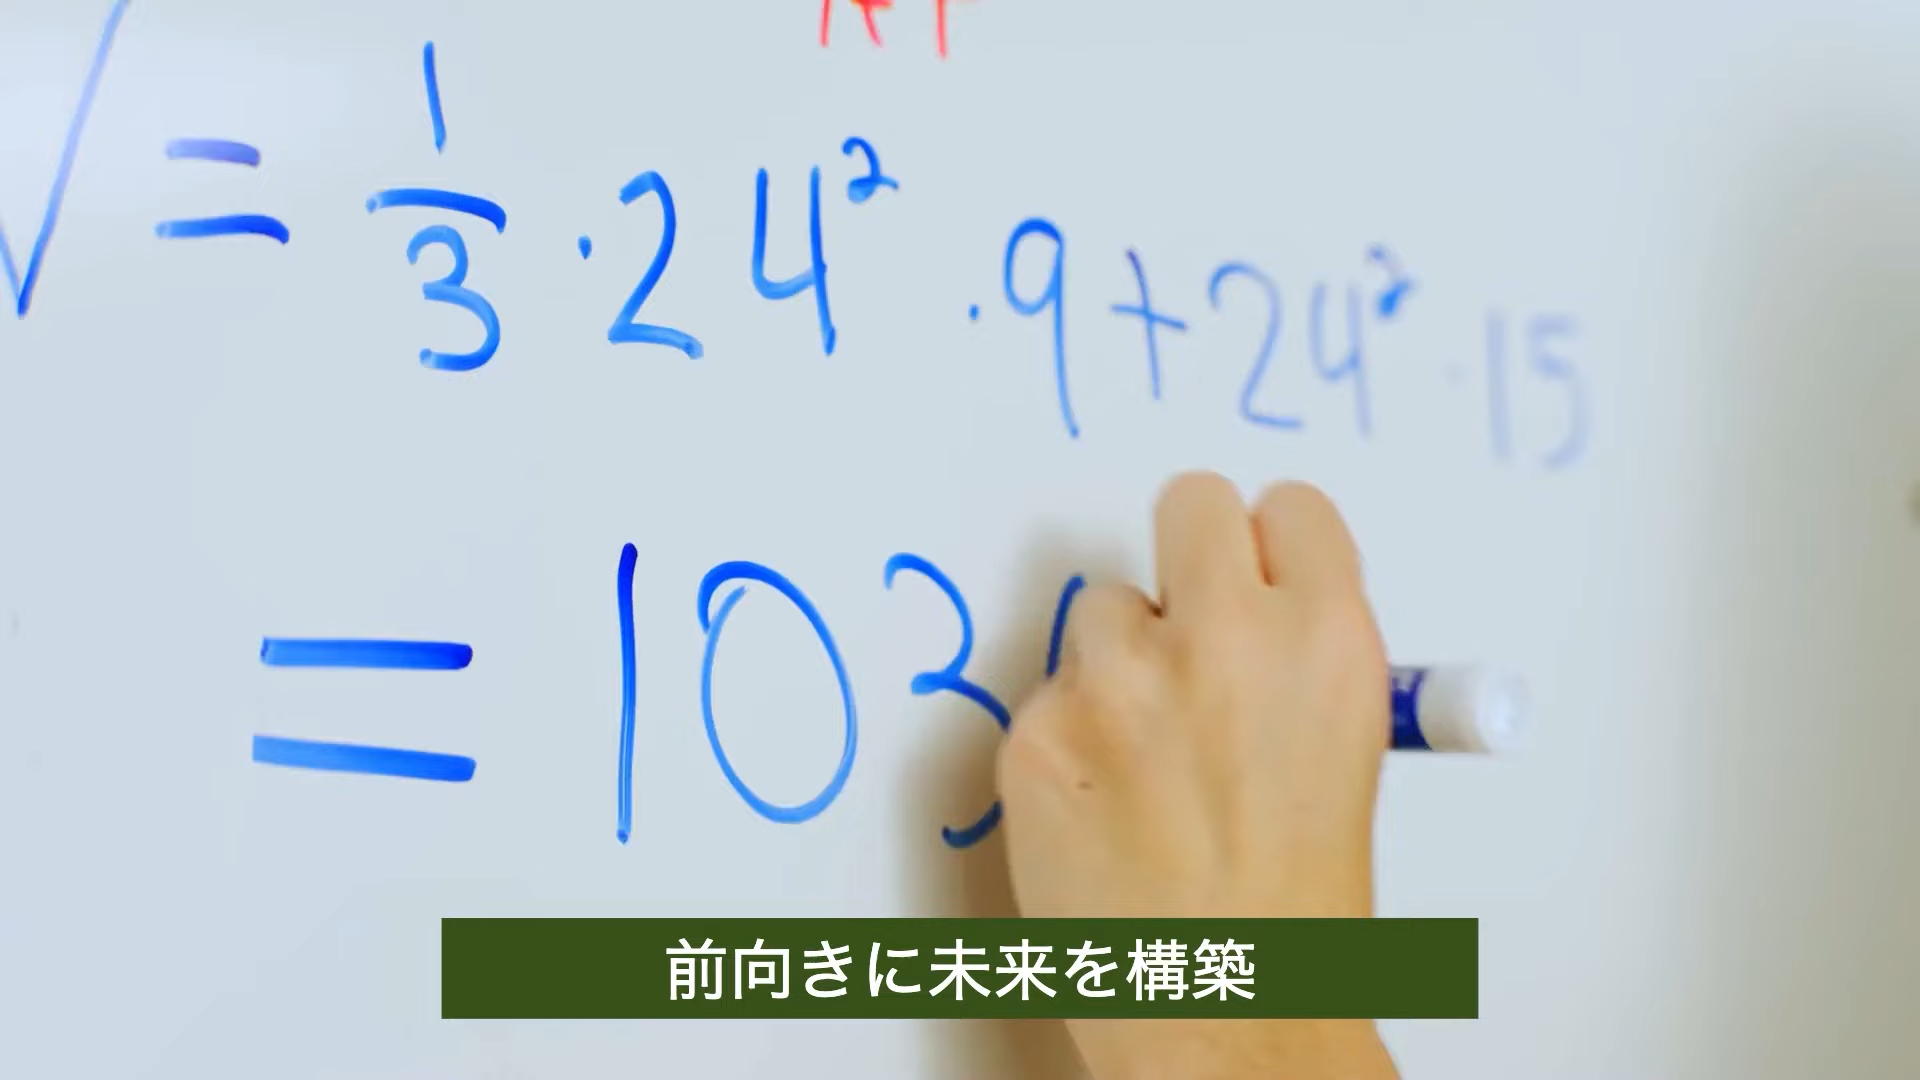 V = 1/3 · 24² · 9 + 24² · 15
= 103
前向きに未来を構築